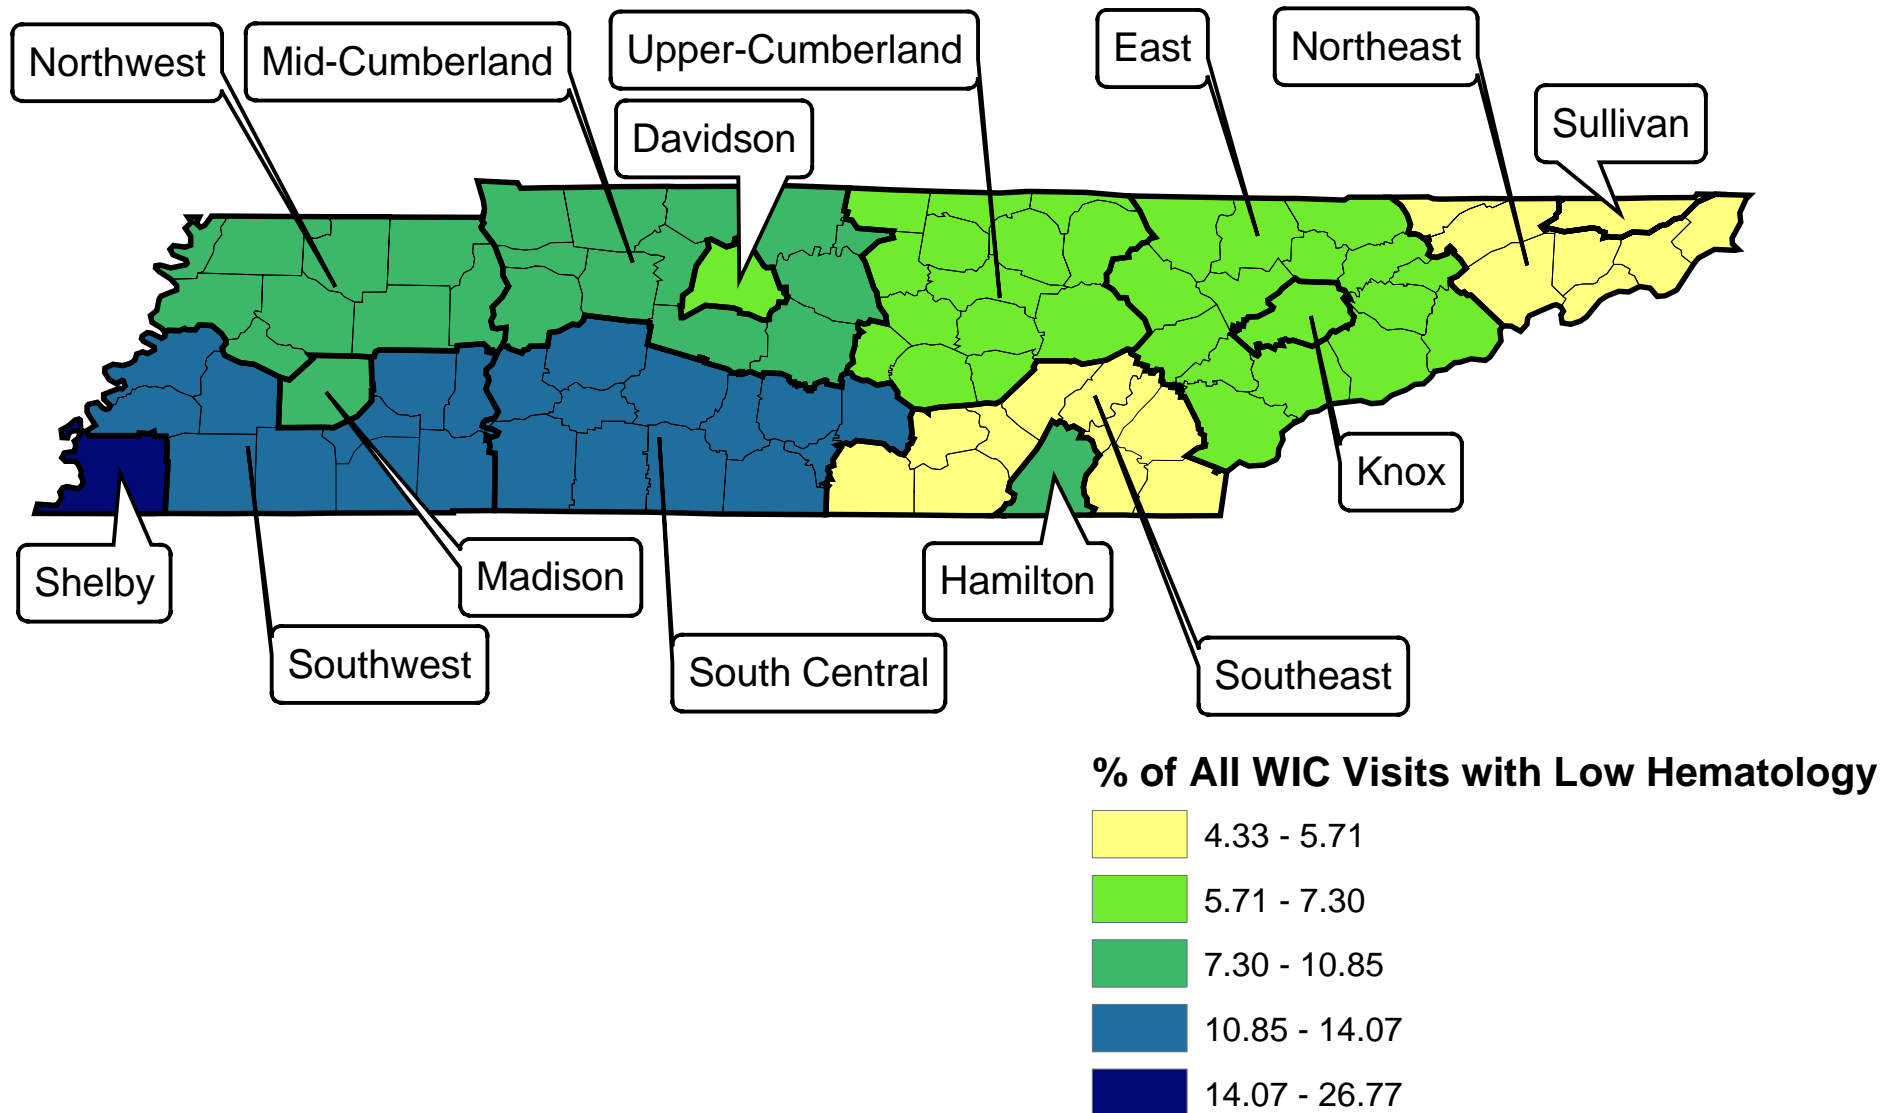 Northwest
Mid-Cumberland
Upper-Cumberland
East
Northeast
Davidson
Sullivan
Knox
Shelby
Madison
Hamilton
Southwest
South Central
Southeast
% of All WIC Visits with Low Hematology
4.33 - 5.71
5.71 - 7.30
7.30 - 10.85
10.85 - 14.07
14.07 - 26.77